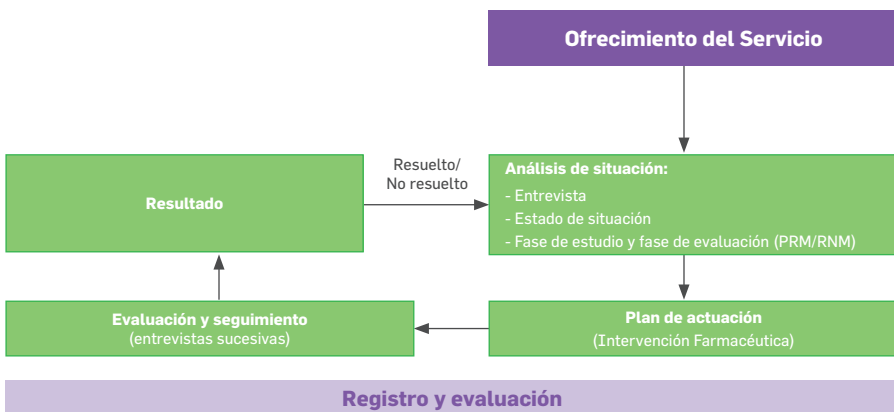 Ofrecimiento del Servicio
Análisis de situación:
- Entrevista
- Estado de situación
- Fase de estudio y fase de evaluación (PRM/RNM)
Resuelto/
No resuelto
Resultado
Plan de actuación
(Intervención Farmacéutica)
Evaluación y seguimiento
(entrevistas sucesivas)
Registro y evaluación